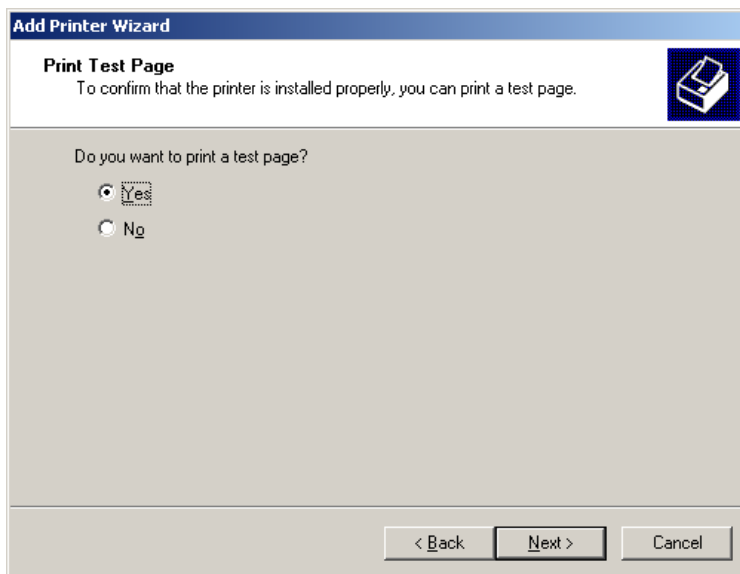 Add Printer Wizard
Print Test Page
To confirm that the printer is installed properly, you can print a test page.
Do you want to print a test page?
Yes
No
< Back Next > Cancel